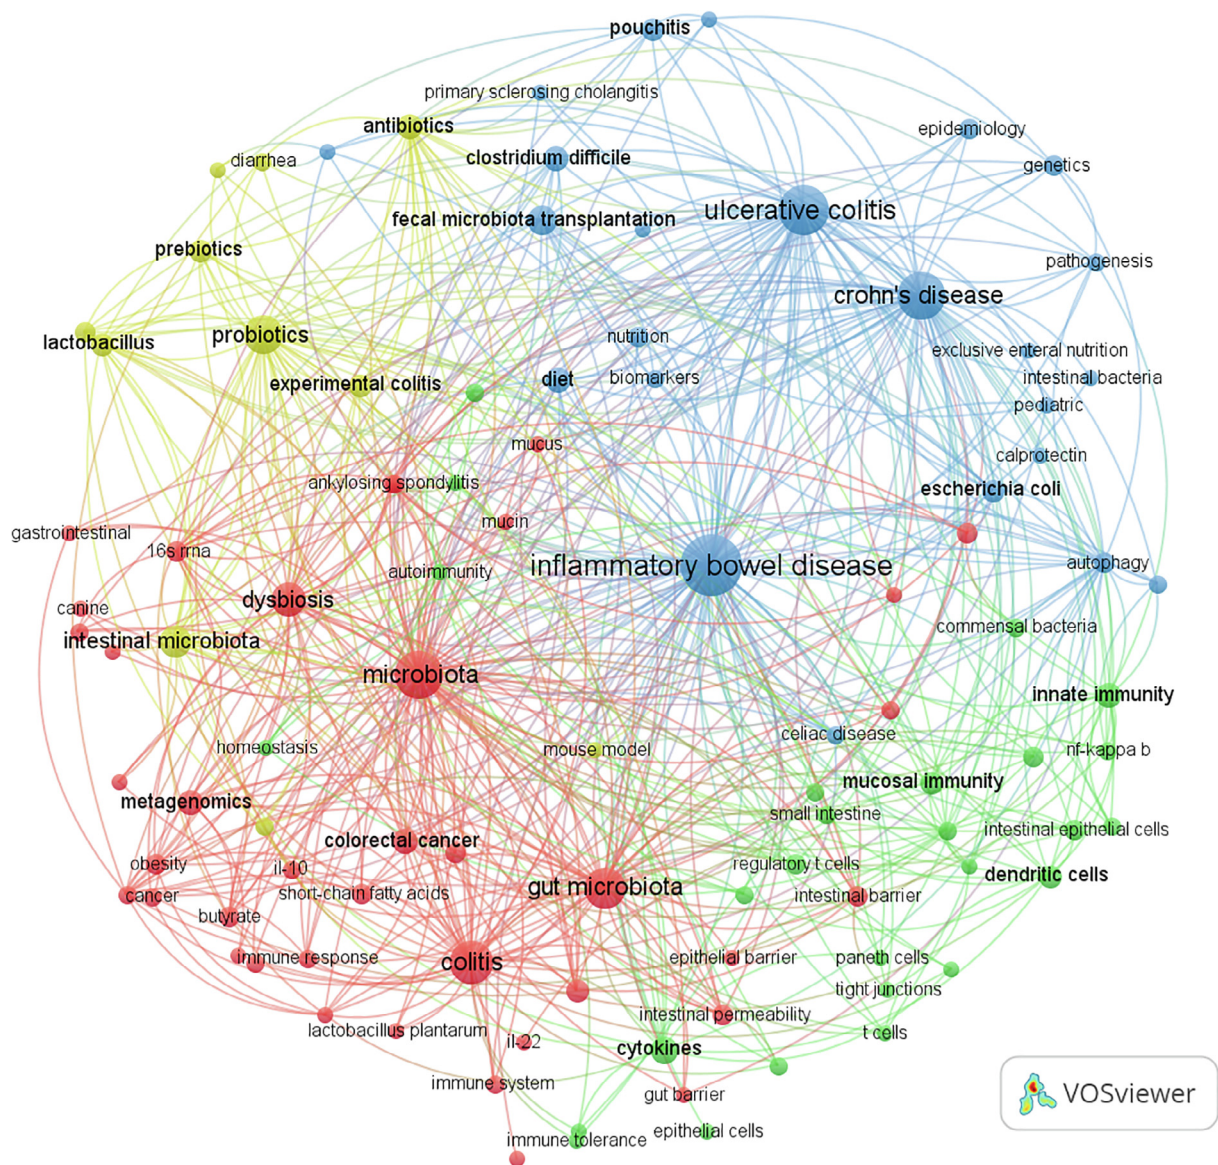 pouchitis
primary sclerosing cholangitis
antibiotics
epidemiology
diarrhea
clostridium difficile
genetics
ulcerative colitis
fecal microbiota transplantation
prebiotics
pathogenesis
crohn's disease
probiotics
lactobacillus
nutrition
exclusive enteral nutrition
experimental colitis
diet
biomarkers
intestinal bacteria
pediatric
mucus
calprotectin
ankylosing spondylitis
escherichia coli
mucin
gastrointestinal
16s rrna
autoimmunity
inflammatory bowel disease
autophagy
dysbiosis
canine
commensal bacteria
intestinal microbiota
microbiota
innate immunity
celiac disease
homeostasis
mouse model
nf-kappa b
mucosal immunity
metagenomics
small intestine
intestinal epithelial cells
colorectal cancer
obesity
il-10
regulatory t cells
dendritic cells
gut microbiota
cancer
short-chain fatty acids
intestinal barrier
butyrate
immune response
colitis
epithelial barrier
paneth cells
tight junctions
intestinal permeability
lactobacillus plantarum
il-22
t cells
cytokines
immune system
gut barrier
VOSviewer
epithelial cells
immune tolerance